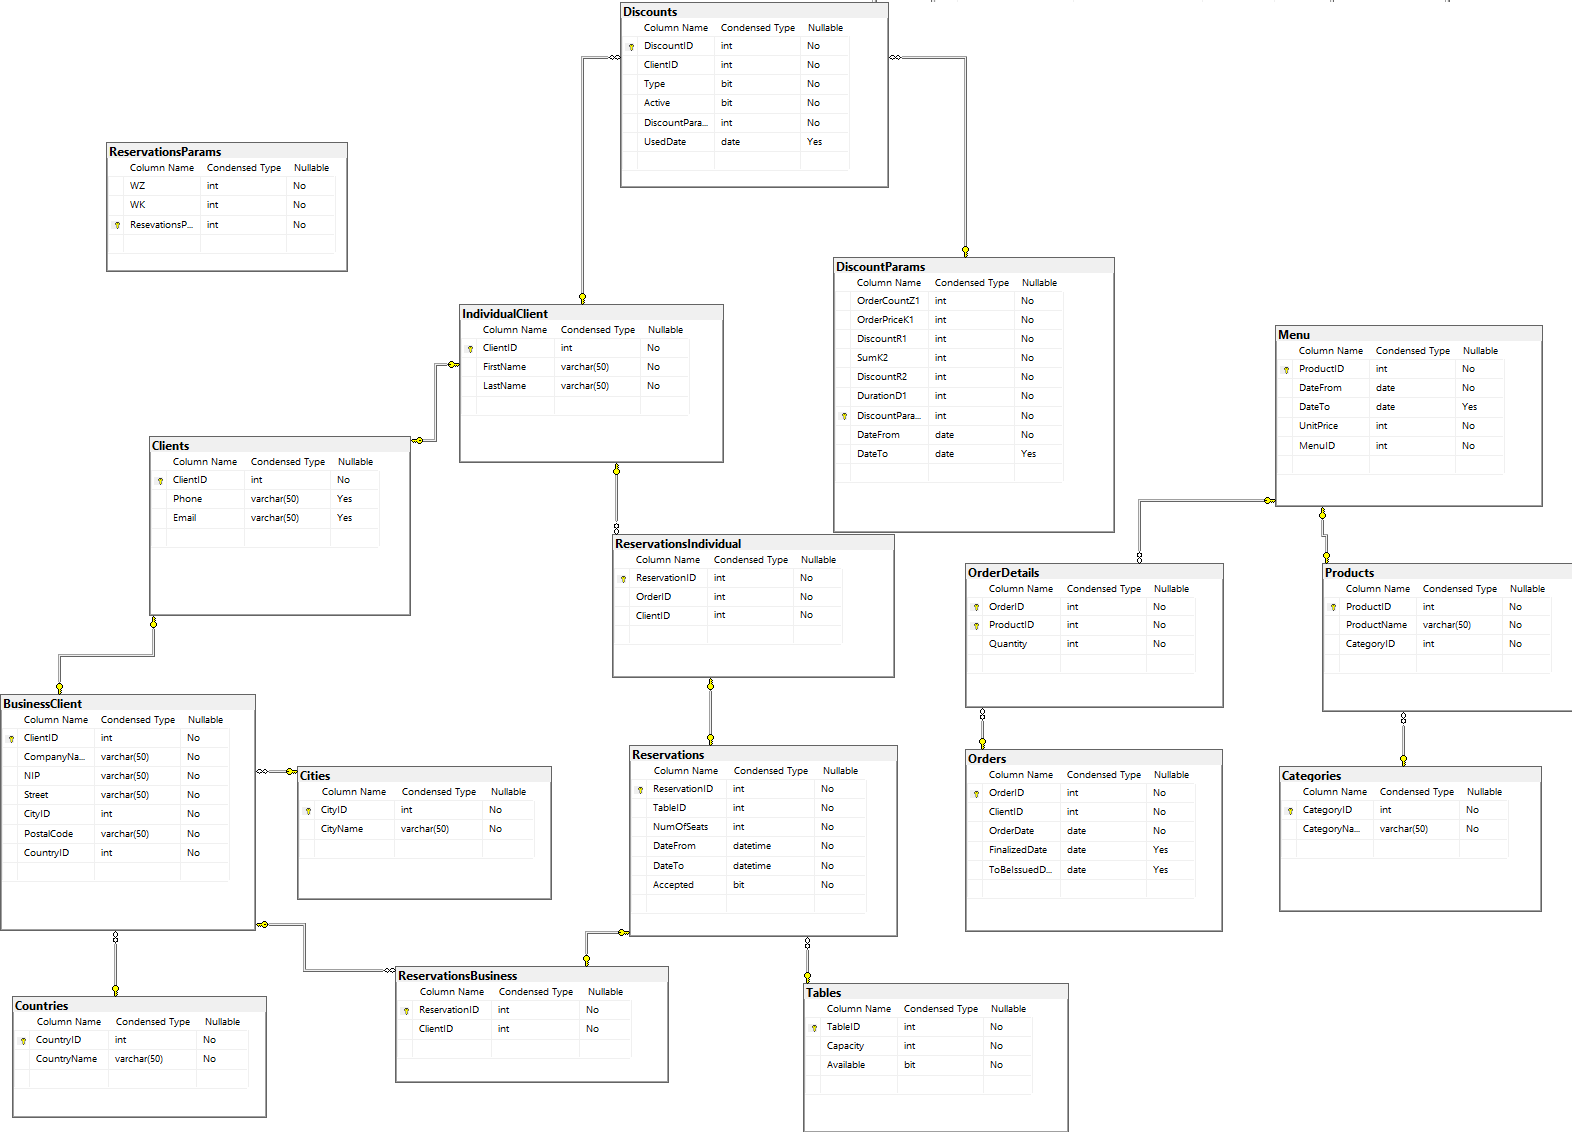 Discounts
Column Name Condensed Type Nullable
DiscountID int No
ClientID int No
Type bit No
Active bit No
DiscountPara... int No
UsedDate date Yes
ReservationsParams
Column Name Condensed Type Nullable
WZ int No
WK int No
ResevationsP... int No
DiscountParams
Column Name Condensed Type Nullable
OrderCountZ1 int No
OrderPriceK1 int No
DiscountR1 int No
SumK2 int No
DiscountR2 int No
DurationD1 int No
DiscountPara... int No
DateFrom date No
DateTo date Yes
IndividualClient
Column Name Condensed Type Nullable
ClientID int No
FirstName varchar(50) No
LastName varchar(50) No
Menu
Column Name Condensed Type Nullable
ProductID int No
DateFrom date No
DateTo date Yes
UnitPrice int No
MenuID int No
Clients
Column Name Condensed Type Nullable
ClientID int No
Phone varchar(50) Yes
Email varchar(50) Yes
ReservationsIndividual
Column Name Condensed Type Nullable
ReservationID int No
OrderID int No
ClientID int No
OrderDetails
Column Name Condensed Type Nullable
OrderID int No
ProductID int No
Quantity int No
Products
Column Name Condensed Type Nullable
ProductID int No
ProductName varchar(50) No
CategoryID int No
BusinessClient
Column Name Condensed Type Nullable
ClientID int No
CompanyNa... varchar(50) No
NIP varchar(50) No
Street varchar(50) No
CityID int No
PostalCode varchar(50) No
CountryID int No
Cities
Column Name Condensed Type Nullable
CityID int No
CityName varchar(50) No
Reservations
Column Name Condensed Type Nullable
ReservationID int No
TableID int No
NumOfSeats int No
DateFrom datetime No
DateTo datetime No
Accepted bit No
Orders
Column Name Condensed Type Nullable
OrderID int No
ClientID int No
OrderDate date No
FinalizedDate date Yes
ToBeIssuedD... date Yes
Categories
Column Name Condensed Type Nullable
CategoryID int No
CategoryNa... varchar(50) No
Countries
Column Name Condensed Type Nullable
CountryID int No
CountryName varchar(50) No
ReservationsBusiness
Column Name Condensed Type Nullable
ReservationID int No
ClientID int No
Tables
Column Name Condensed Type Nullable
TableID int No
Capacity int No
Available bit No